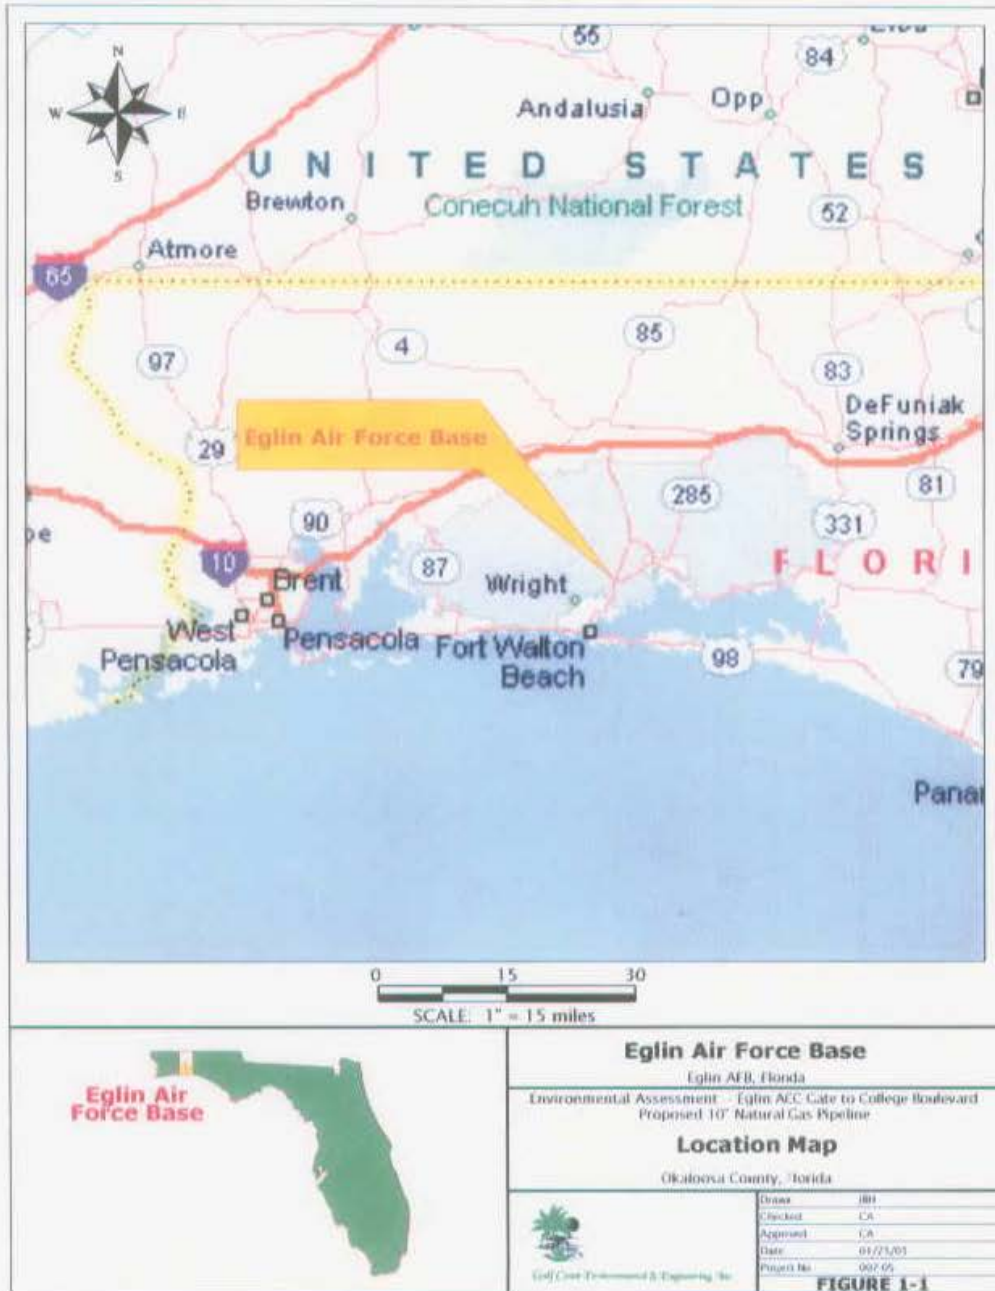 N
W
E
S
55
84
Andalusia
Opp
UNITED STATES
Brewton
Conecuh National Forest
52
Atmore
65
97
4
85
83
DeFuniak
Springs
Eglin Air Force Base
29
285
81
90
331
10
87
FLORI
Brent
Wright
West
Pensacola
Pensacola
Fort Walton
Beach
98
79
Panar
0 15 30
SCALE: 1" = 15 miles
Eglin Air
Force Base
Eglin Air Force Base
Eglin AFB, Florida
Environmental Assessment - Eglin ACC Gate to College Boulevard
Proposed 10" Natural Gas Pipeline
Location Map
Okaloosa County, Florida
Drawn
Checked CA
Approved CA
Date
Project No
FIGURE 1-1